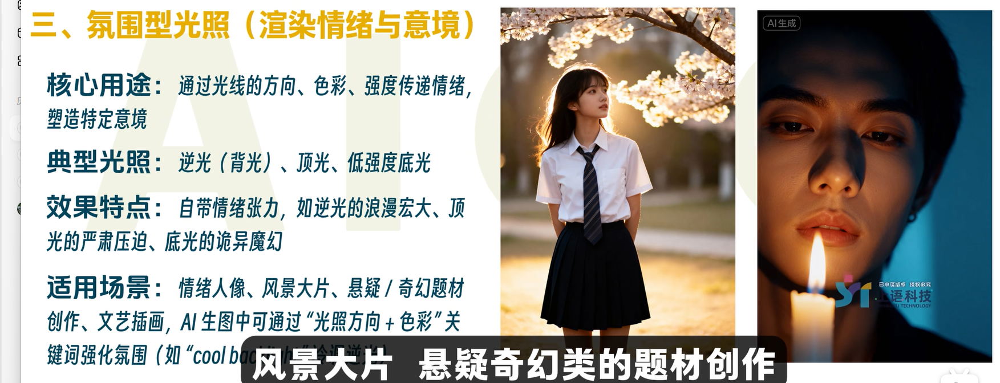 三、氛围型光照（渲染情绪与意境）
核心用途：通过光线的方向、色彩、强度传递情绪，
塑造特定意境
典型光照：逆光（背光）、顶光、低强度底光
效果特点：自带情绪张力，如逆光的浪漫宏大、顶
光的严肃压迫、底光的诡异魔幻
适用场景：情绪人像、风景大片、悬疑 / 奇幻题材
创作、文艺插画，AI 生图中可通过“光照方向 + 色彩”关
键词强化氛围（如“cool
风景大片 悬疑奇幻类的题材创作
AI生成
已申请版权 侵权必究
语科技
TECHNOLOGY